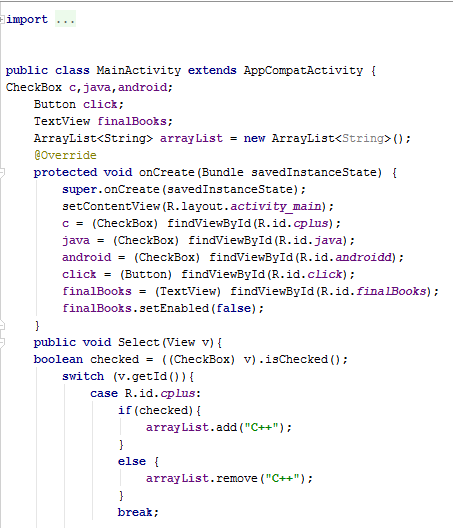 import ...
public class MainActivity extends AppCompatActivity {
CheckBox c,java,android;
    Button click;
    TextView finalBooks;
    ArrayList<String> arrayList = new ArrayList<String>();
    @Override
    protected void onCreate(Bundle savedInstanceState) {
        super.onCreate(savedInstanceState);
        setContentView(R.layout.activity_main);
        c = (CheckBox) findViewById(R.id.cplus);
        java = (CheckBox) findViewById(R.id.java);
        android = (CheckBox) findViewById(R.id.androidd);
        click = (Button) findViewById(R.id.click);
        finalBooks = (TextView) findViewById(R.id.finalBooks);
        finalBooks.setEnabled(false);
    }
    public void Select(View v){
    boolean checked = ((CheckBox) v).isChecked();
        switch (v.getId()){
            case R.id.cplus:
                if(checked){
                    arrayList.add("C++");
                }
                else {
                    arrayList.remove("C++");
                }
                break;